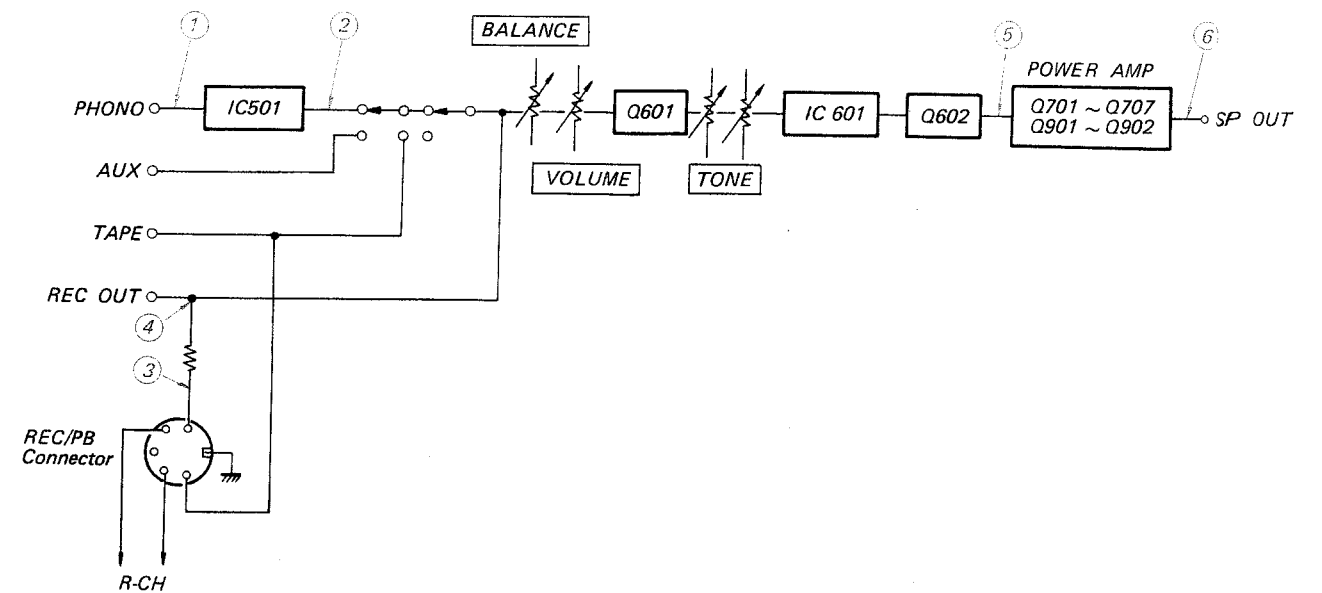 1
2
BALANCE
5
6
POWER AMP
PHONO
IC501
Q601
IC 601
Q602
Q701 ~ Q707
Q901 ~ Q902
SP OUT
AUX
VOLUME
TONE
TAPE
REC OUT
4
3
REC/PB
Connector
R-CH